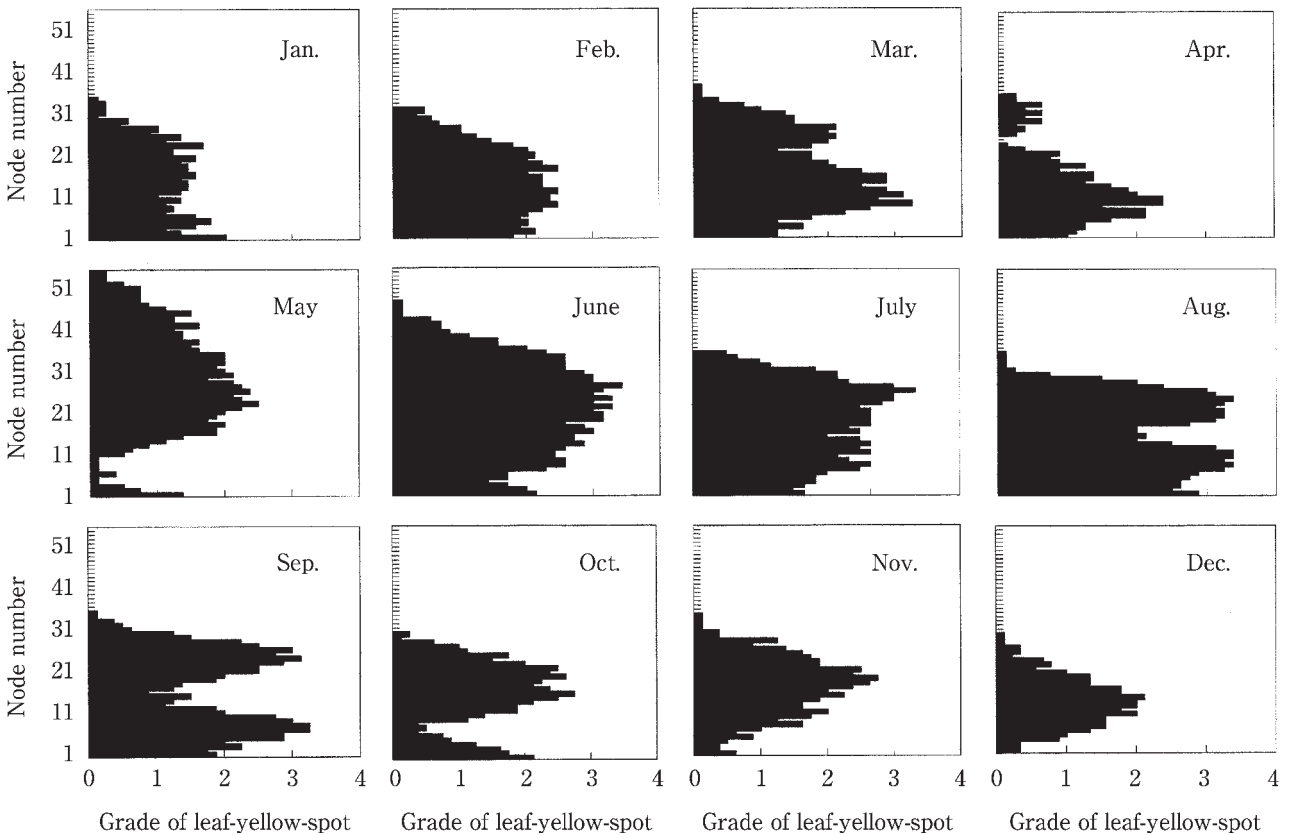 51
41
31
21
11
1
Node number
Jan.
Feb.
Mar.
Apr.
51
41
31
21
11
1
Node number
May
June
July
Aug.
51
41
31
21
11
1
Node number
Sep.
Oct.
Nov.
Dec.
0 1 2 3 4
0 1 2 3 4
0 1 2 3 4
0 1 2 3 4
Grade of leaf-yellow-spot
Grade of leaf-yellow-spot
Grade of leaf-yellow-spot
Grade of leaf-yellow-spot